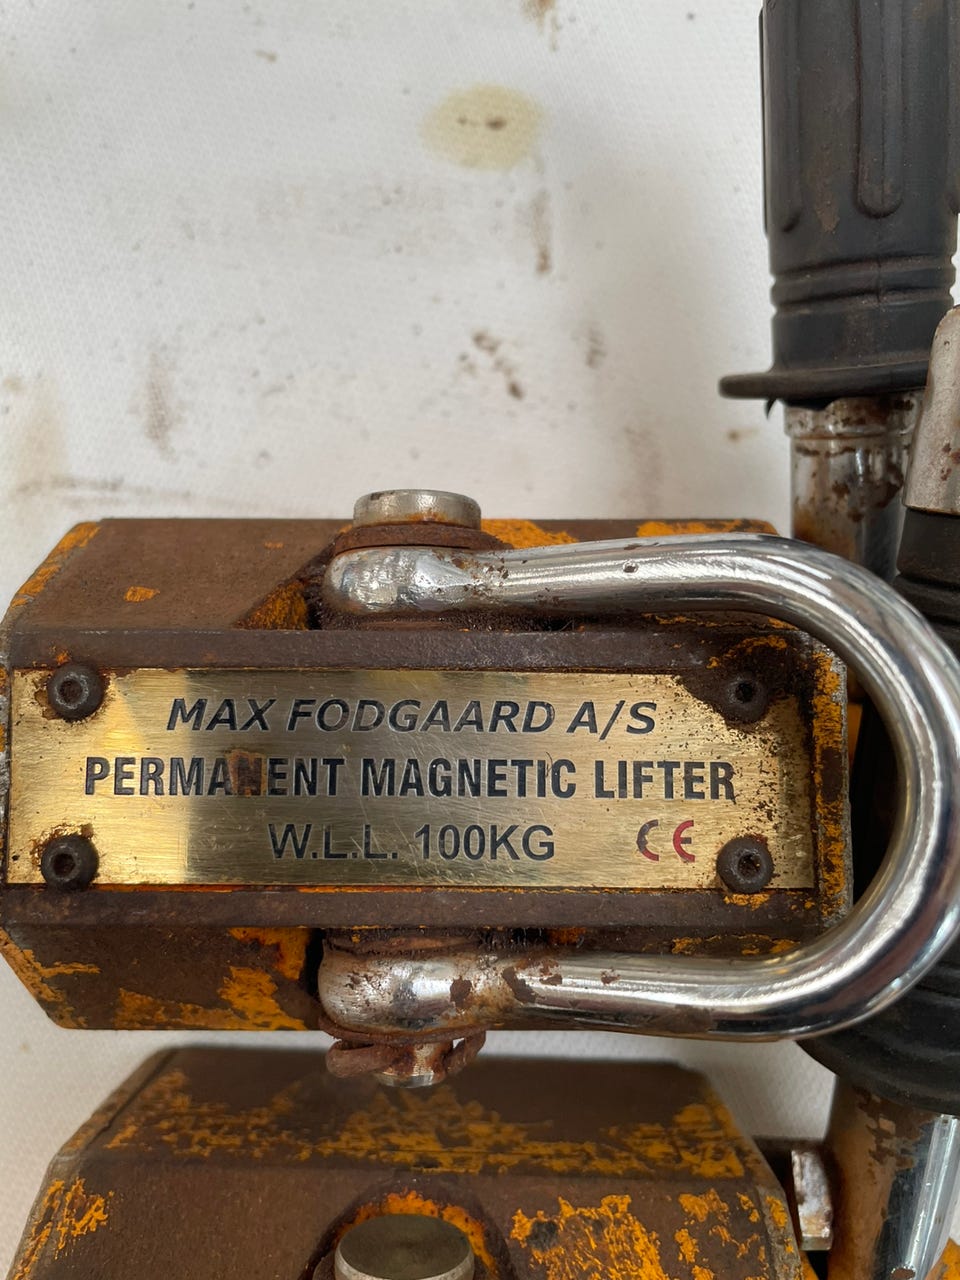 MAX FODGAARD A/S
PERMANENT MAGNETIC LIFTER
W.L.L. 100KG CE